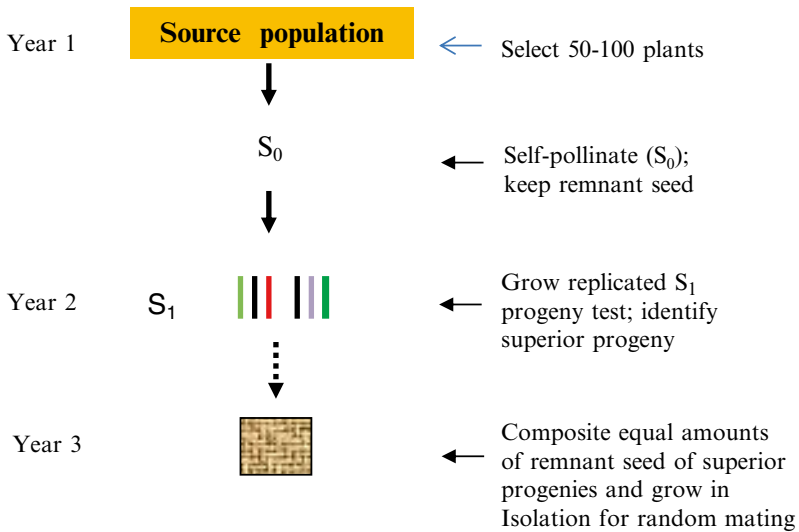 Year 1
Source population
Select 50-100 plants
S₀
Self-pollinate (S₀);
keep remnant seed
Year 2
S₁
Grow replicated S₁
progeny test; identify
superior progeny
Year 3
Composite equal amounts
of remnant seed of superior
progenies and grow in
Isolation for random mating